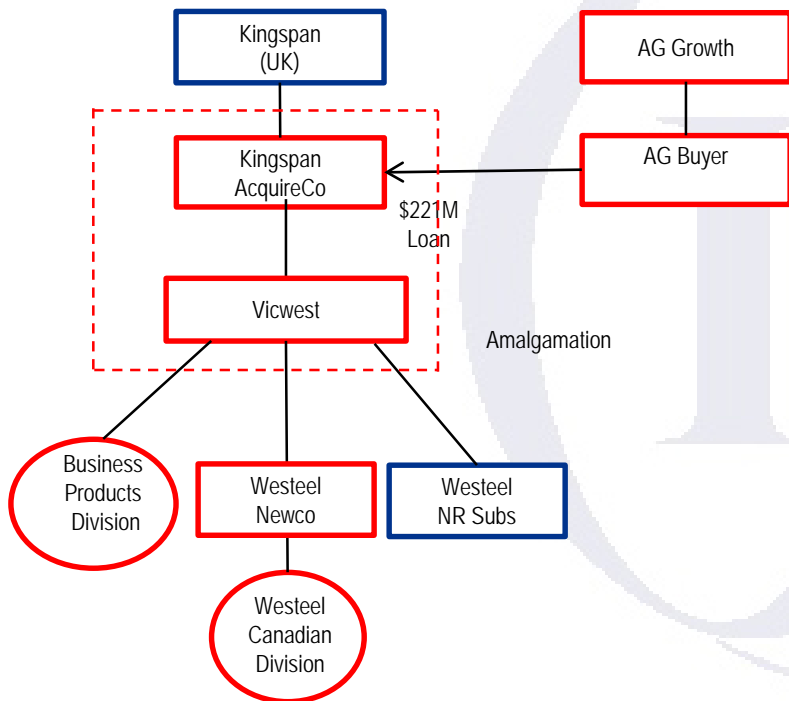 Kingspan
(UK)
AG Growth
Kingspan
AcquireCo
AG Buyer
$221M
Loan
Vicwest
Amalgamation
Business
Products
Division
Westeel
Newco
Westeel
NR Subs
Westeel
Canadian
Division